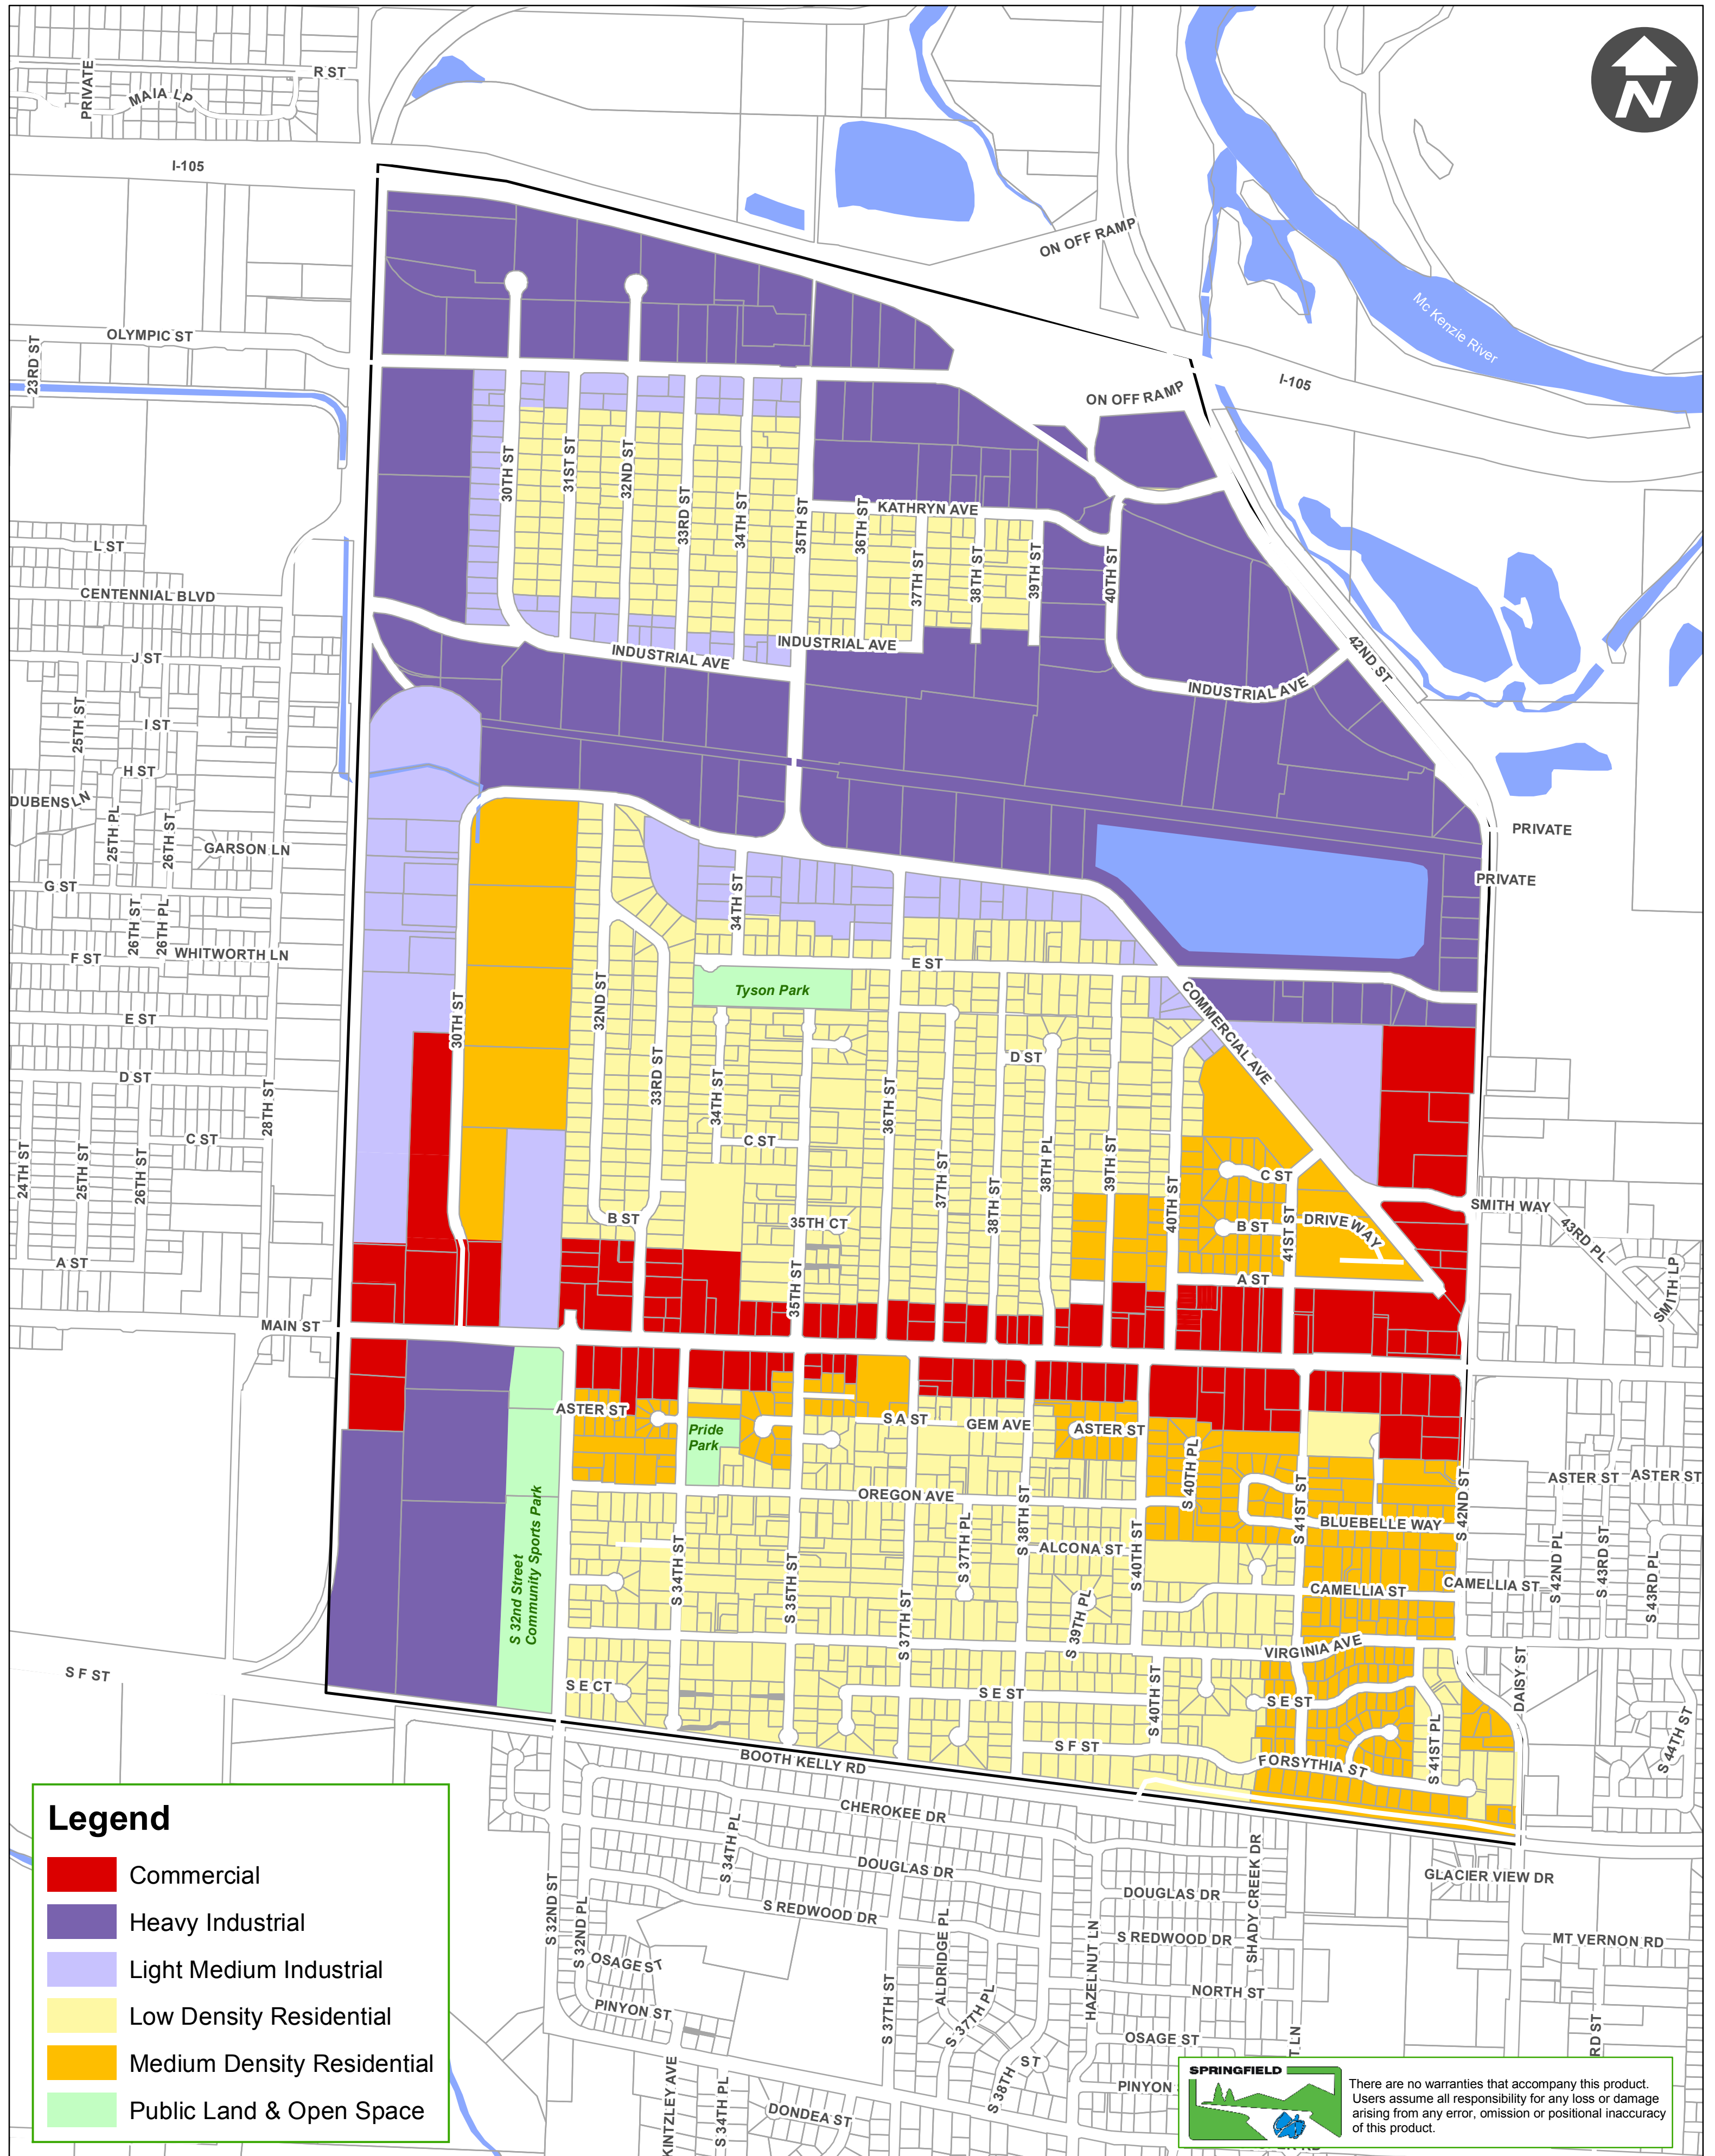 R ST
PRIVATE
MAIA LP
I-105
ON OFF RAMP
Mc Kenzie River
OLYMPIC ST
23RD ST
I-105
ON OFF RAMP
30TH ST
31ST ST
32ND ST
33RD ST
34TH ST
35TH ST
36TH ST
KATHRYN AVE
37TH ST
38TH ST
39TH ST
40TH ST
L ST
CENTENNIAL BLVD
J ST
INDUSTRIAL AVE
INDUSTRIAL AVE
INDUSTRIAL AVE
42ND ST
25TH ST
I ST
H ST
DUBENS LN
25TH PL
26TH ST
GARSON LN
PRIVATE
PRIVATE
G ST
34TH ST
26TH ST
26TH PL
F ST
WHITWORTH LN
E ST
Tyson Park
COMMERCIAL AVE
30TH ST
32ND ST
33RD ST
E ST
D ST
D ST
34TH ST
36TH ST
28TH ST
C ST
C ST
24TH ST
25TH ST
26TH ST
37TH ST
38TH ST
38TH PL
39TH ST
40TH ST
C ST
B ST
41ST ST
DRIVE WAY
SMITH WAY
43RD PL
SMITH LP
B ST
35TH CT
35TH ST
A ST
A ST
MAIN ST
ASTER ST
Pride
Park
S A ST
GEM AVE
ASTER ST
S 40TH PL
S 41ST ST
S 42ND ST
ASTER ST
ASTER ST
OREGON AVE
BLUEBELLE WAY
S 32nd Street
Community Sports Park
S 34TH ST
S 35TH ST
S 37TH ST
S 37TH PL
S 38TH ST
ALCONA ST
S 39TH PL
S 40TH ST
CAMELLIA ST
CAMELLIA ST
S 42ND PL
S 43RD ST
S 43RD PL
VIRGINIA AVE
S F ST
S E CT
S E ST
S 40TH ST
S E ST
DAISY ST
S 41ST PL
S 44TH ST
S F ST
FORSYTHIA ST
BOOTH KELLY RD
CHEROKEE DR
S 34TH PL
DOUGLAS DR
S REDWOOD DR
S 32ND ST
S 32ND PL
OSAGE ST
PINYON ST
ALDRIDGE PL
S 37TH ST
S 37TH PL
HAZELNUT LN
DOUGLAS DR
SHADY CREEK DR
S REDWOOD DR
NORTH ST
OSAGE ST
GLACIER VIEW DR
MT VERNON RD
S 38TH ST
PINYON
T LN
RD ST
KINTZLEY AVE
S 34TH PL
DONDEA ST
Legend
Commercial
Heavy Industrial
Light Medium Industrial
Low Density Residential
Medium Density Residential
Public Land & Open Space
N
SPRINGFIELD
There are no warranties that accompany this product.
Users assume all responsibility for any loss or damage
arising from any error, omission or positional inaccuracy
of this product.